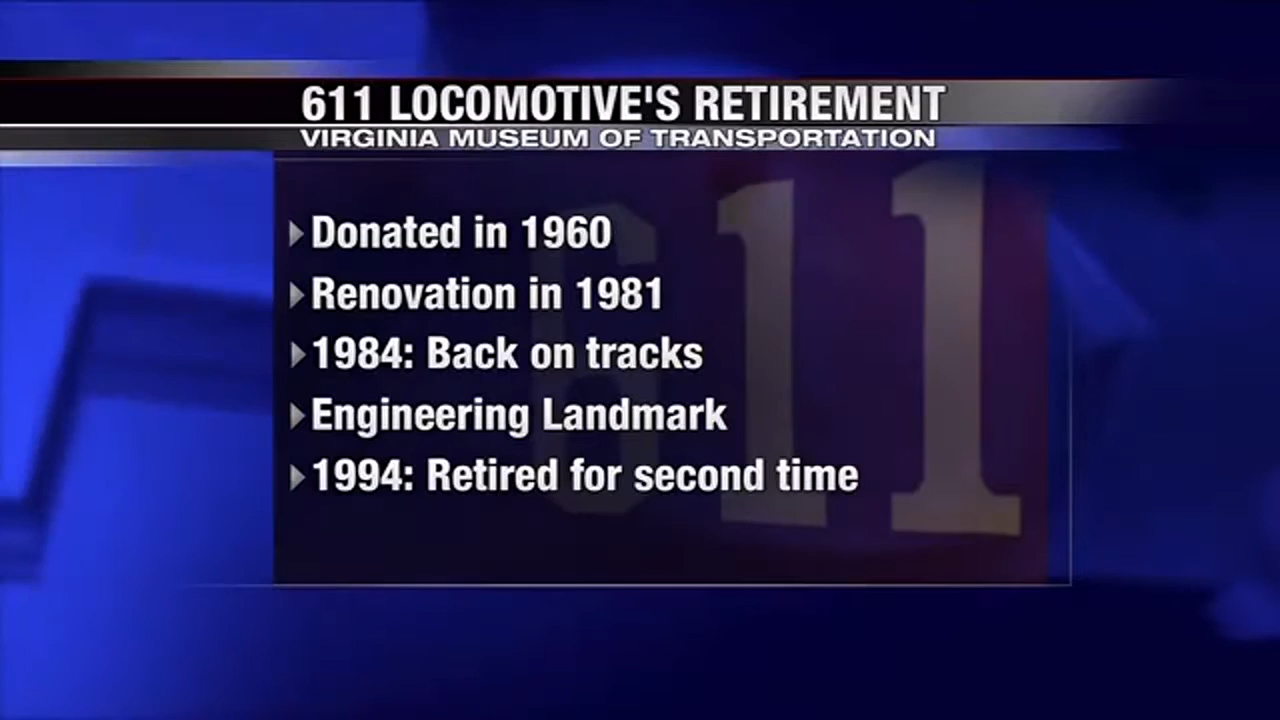 611 LOCOMOTIVE'S RETIREMENT
VIRGINIA MUSEUM OF TRANSPORTATION
Donated in 1960
Renovation in 1981
1984: Back on tracks
Engineering Landmark
1994: Retired for second time
611